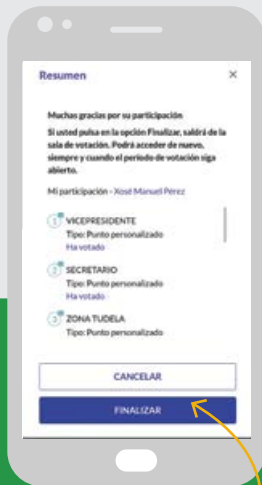 Resumen
Muchas gracias por su participación
Si usted pulsa en la opción Finalizar, saldrá de la
sala de votación. Podrá acceder de nuevo,
siempre y cuando el período de votación siga
abierto.
Mi participación - Xosé Manuel Pérez
1 VICEPRESIDENTE
Tipo: Punto personalizado
Ha votado
2 SECRETARIO
Tipo: Punto personalizado
Ha votado
3 ZONA TUDELA
Tipo: Punto personalizado
CANCELAR
FINALIZAR